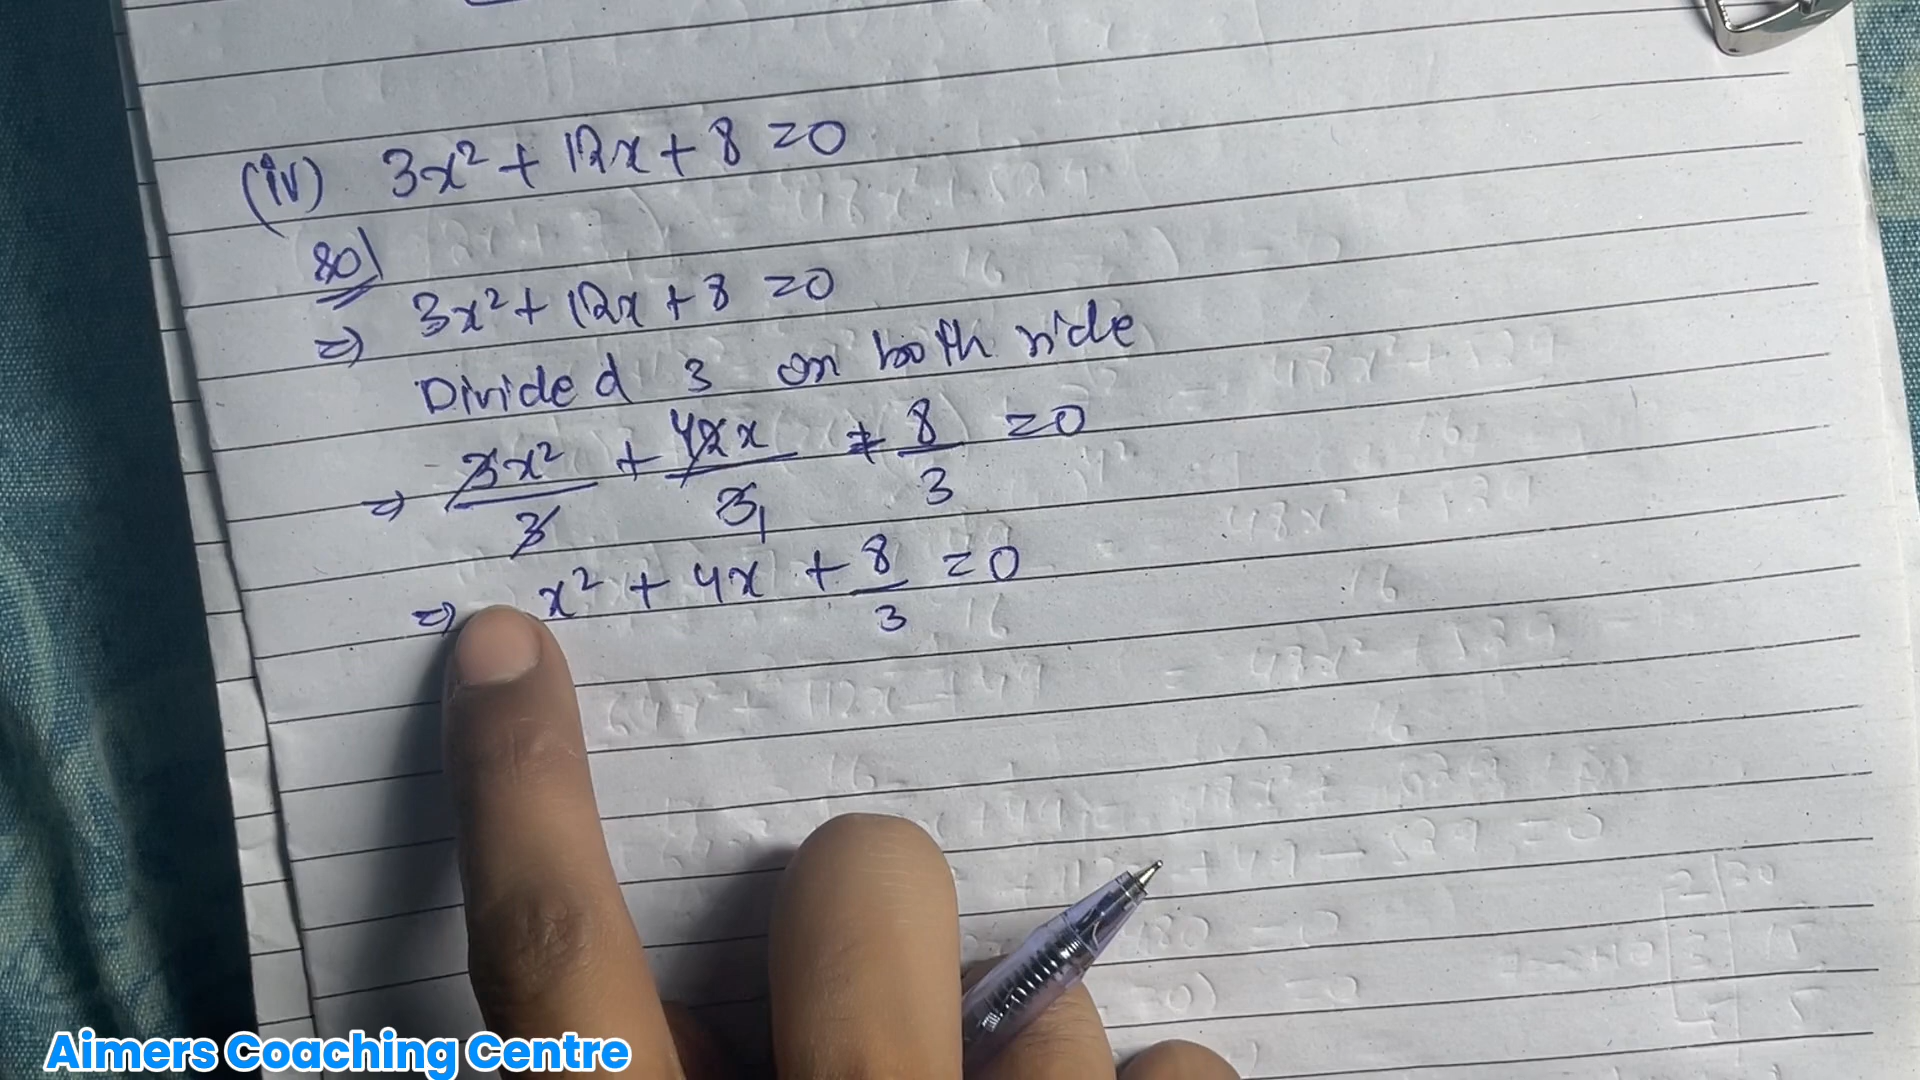 (iv) 3x² + 12x + 8 = 0
Sol
⇒ 3x² + 12x + 8 = 0
Divided 3 on both side
⇒ 3x²/3 + 12x/3 + 8/3 = 0
⇒ x² + 4x + 8/3 = 0
Aimers Coaching Centre